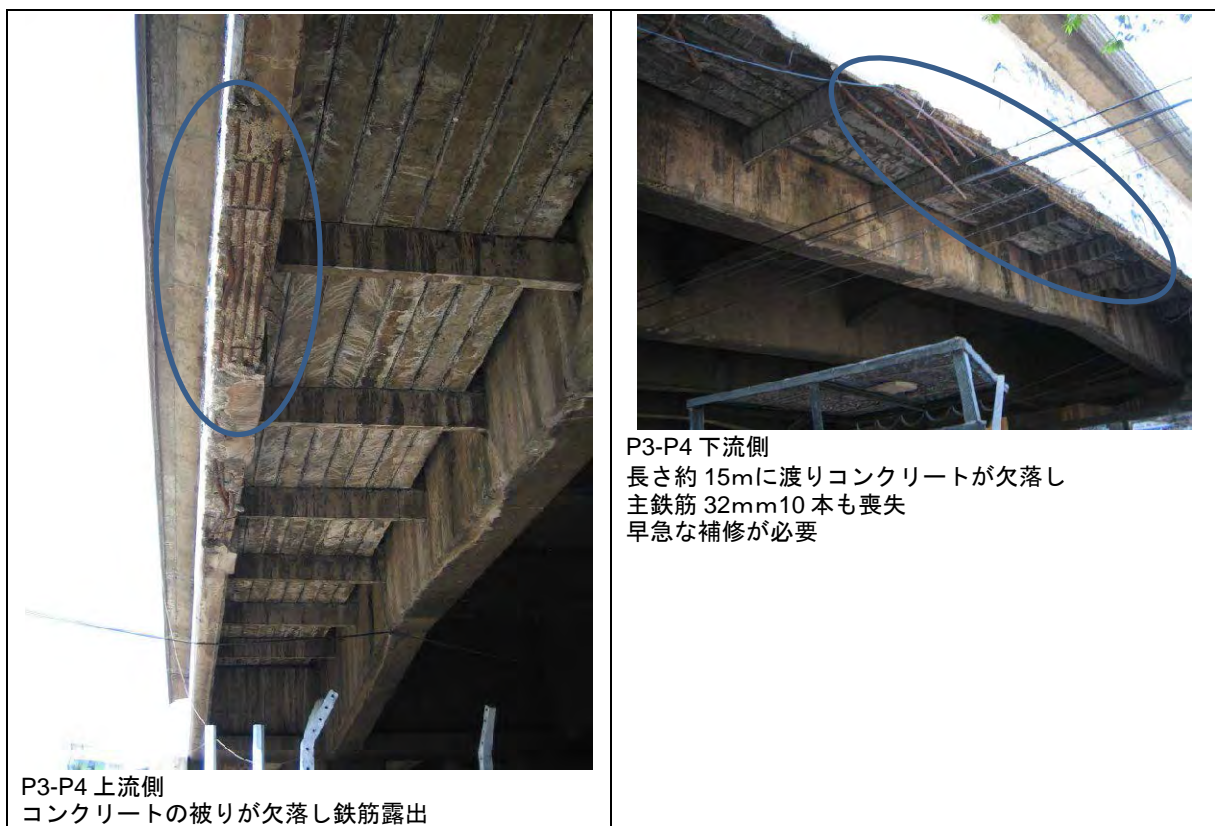 P3-P4 上流側
コンクリートの被りが欠落し鉄筋露出
P3-P4 下流側
長さ約 15mに渡りコンクリートが欠落し
主鉄筋 32mm10 本も喪失
早急な補修が必要